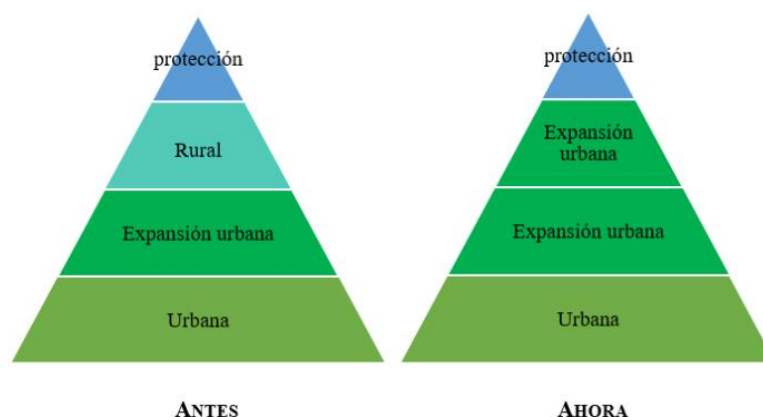 protección
Rural
Expansión urbana
Urbana
ANTES
protección
Expansión
urbana
Expansión urbana
Urbana
AHORA